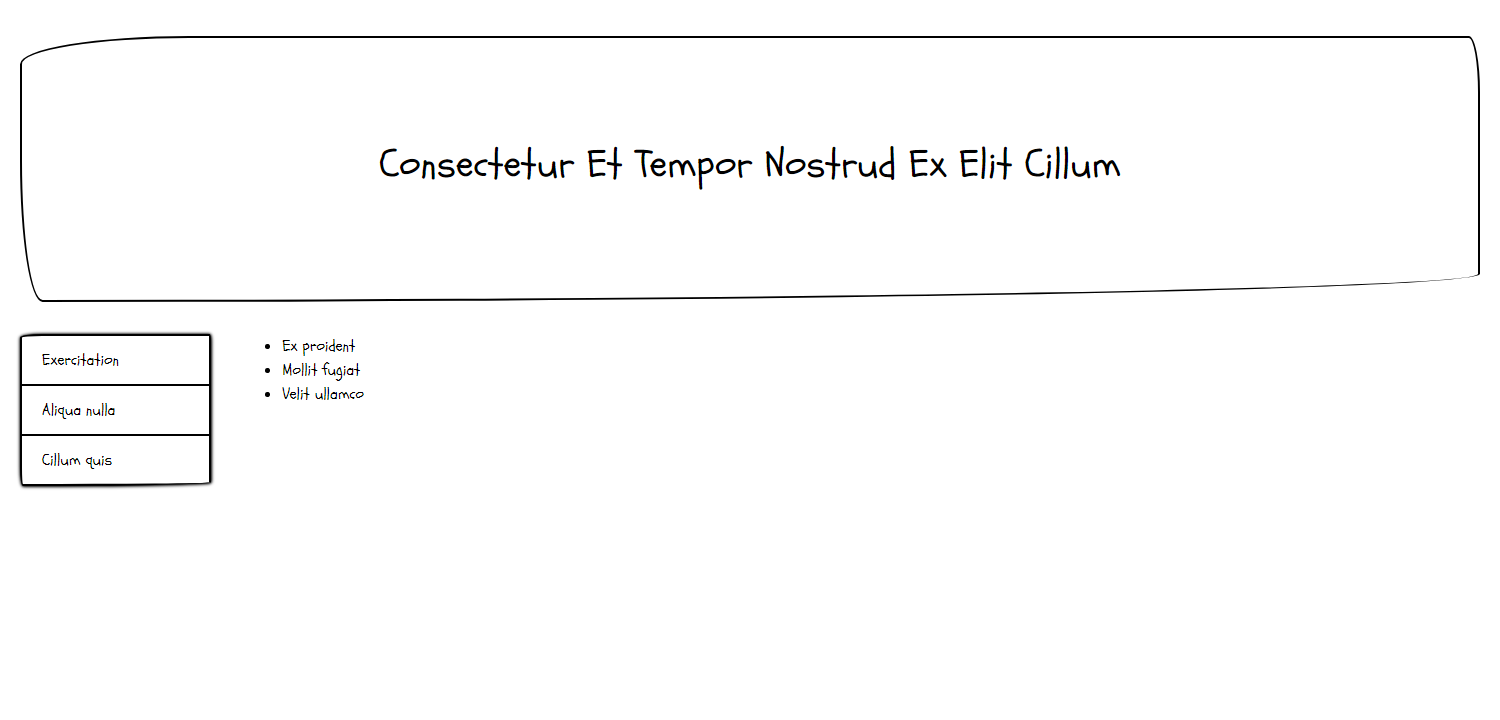 Consectetur Et Tempor Nostrud Ex Elit Cillum
Exercitation
Aliqua nulla
Cillum quis
Ex proident
Mollit fugiat
Velit ullamco